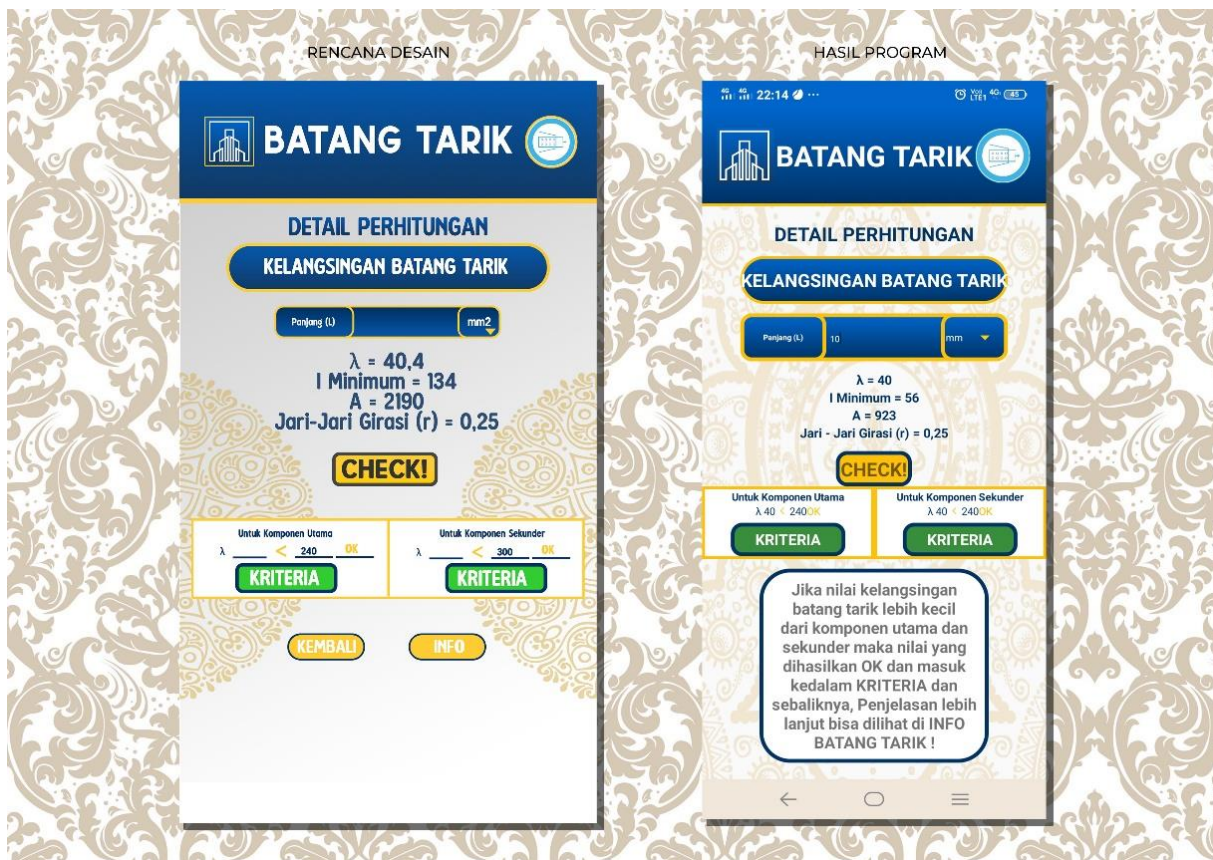 RENCANA DESAIN
BATANG TARIK
DETAIL PERHITUNGAN
KELANGSINGAN BATANG TARIK
Panjang (L) mm2
λ = 40,4
I Minimum = 134
A = 2190
Jari-Jari Girasi (r) = 0,25
CHECK!
Untuk Komponen Utama
λ < 240 OK
KRITERIA
Untuk Komponen Sekunder
λ < 300 OK
KRITERIA
KEMBALI INFO
HASIL PROGRAM
22:14
45
BATANG TARIK
DETAIL PERHITUNGAN
KELANGSINGAN BATANG TARIK
Panjang (L) 10 mm
λ = 40
I Minimum = 56
A = 923
Jari - Jari Girasi (r) = 0,25
CHECK!
Untuk Komponen Utama
λ 40 < 240OK
KRITERIA
Untuk Komponen Sekunder
λ 40 < 240OK
KRITERIA
Jika nilai kelangsingan
batang tarik lebih kecil
dari komponen utama dan
sekunder maka nilai yang
dihasilkan OK dan masuk
kedalam KRITERIA dan
sebaliknya, Penjelasan lebih
lanjut bisa dilihat di INFO
BATANG TARIK !